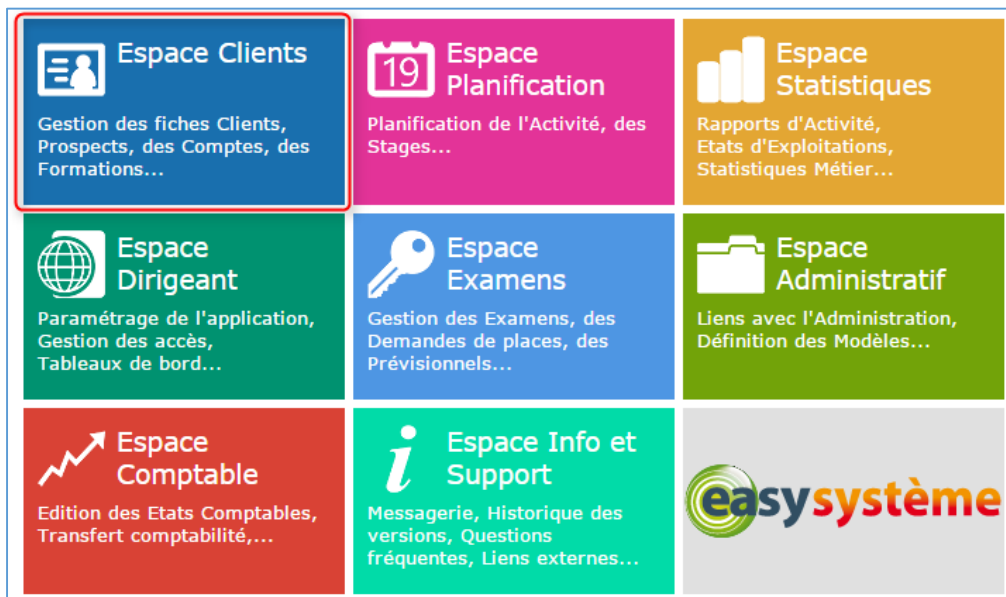 Espace Clients
Gestion des fiches Clients,
Prospects, des Comptes, des
Formations...
19
Espace
Planification
Planification de l'Activité, des
Stages...
Espace
Statistiques
Rapports d'Activité,
Etats d'Exploitations,
Statistiques Métier...
Espace
Dirigeant
Paramétrage de l'application,
Gestion des accès,
Tableaux de bord...
Espace
Examens
Gestion des Examens, des
Demandes de places, des
Prévisionnels...
Espace
Administratif
Liens avec l'Administration,
Définition des Modèles...
Espace
Comptable
Edition des Etats Comptables,
Transfert comptabilité,...
Espace Info et
Support
Messagerie, Historique des
versions, Questions
fréquentes, Liens externes...
easysystème